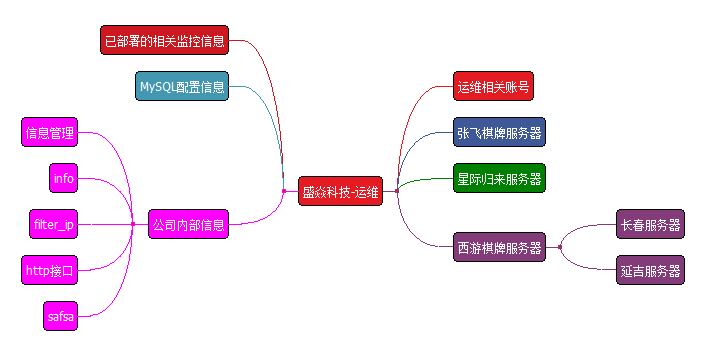 已部署的相关监控信息
MySQL配置信息
信息管理
info
filter_ip
http接口
safsa
公司内部信息
盛焱科技-运维
运维相关账号
张飞棋牌服务器
星际归来服务器
西游棋牌服务器
长春服务器
延吉服务器